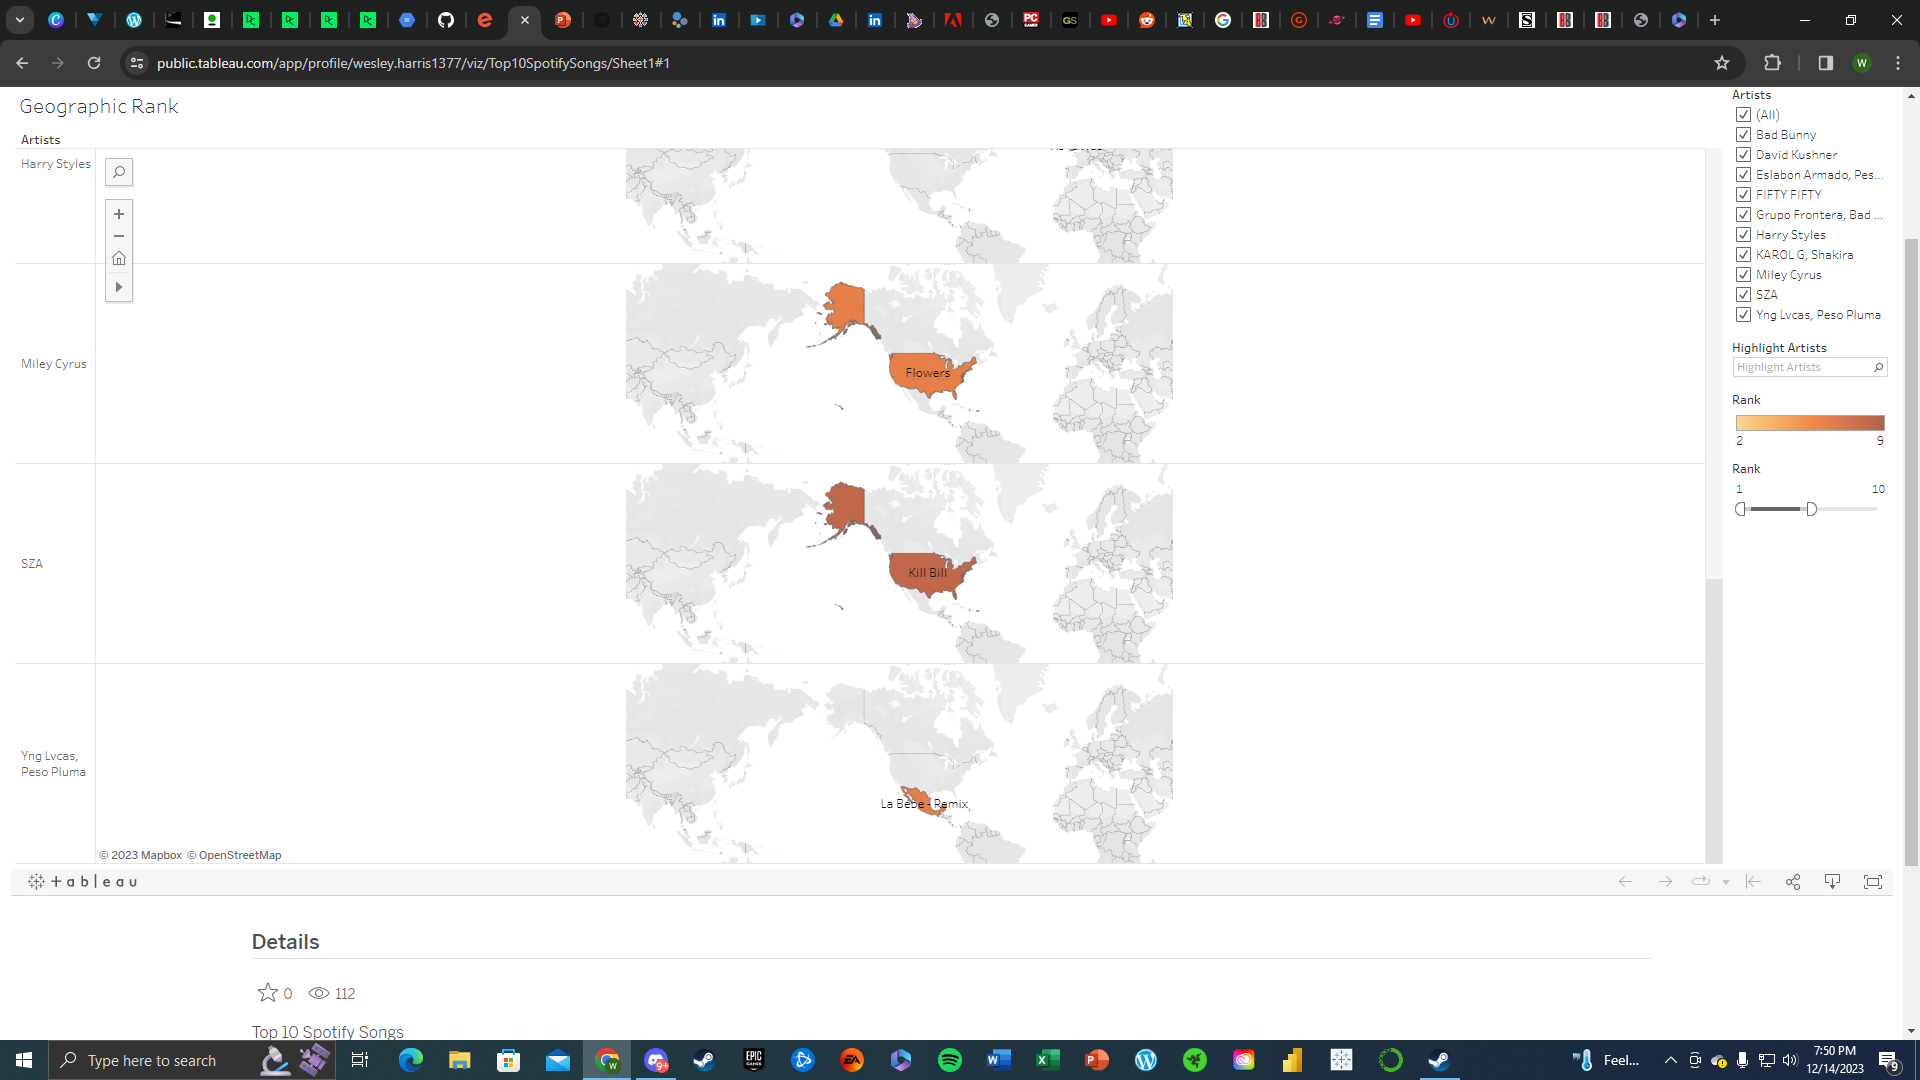 public.tableau.com/app/profile/wesley.harris1377/viz/Top10SpotifySongs/Sheet1#1
Geographic Rank
Artists
Harry Styles
Miley Cyrus
Flowers
SZA
Kill Bill
Yng Lvcas,
Peso Pluma
La Bebe - Remix
© 2023 Mapbox © OpenStreetMap
Artists
(All)
Bad Bunny
David Kushner
Eslabon Armado, Pes...
FIFTY FIFTY
Grupo Frontera, Bad ...
Harry Styles
KAROL G, Shakira
Miley Cyrus
SZA
Yng Lvcas, Peso Pluma
Highlight Artists
Highlight Artists
Rank
2 9
Rank
1 10
tableau
Details
0 112
Top 10 Spotify Songs
Type here to search
Feel...
7:50 PM
12/14/2023